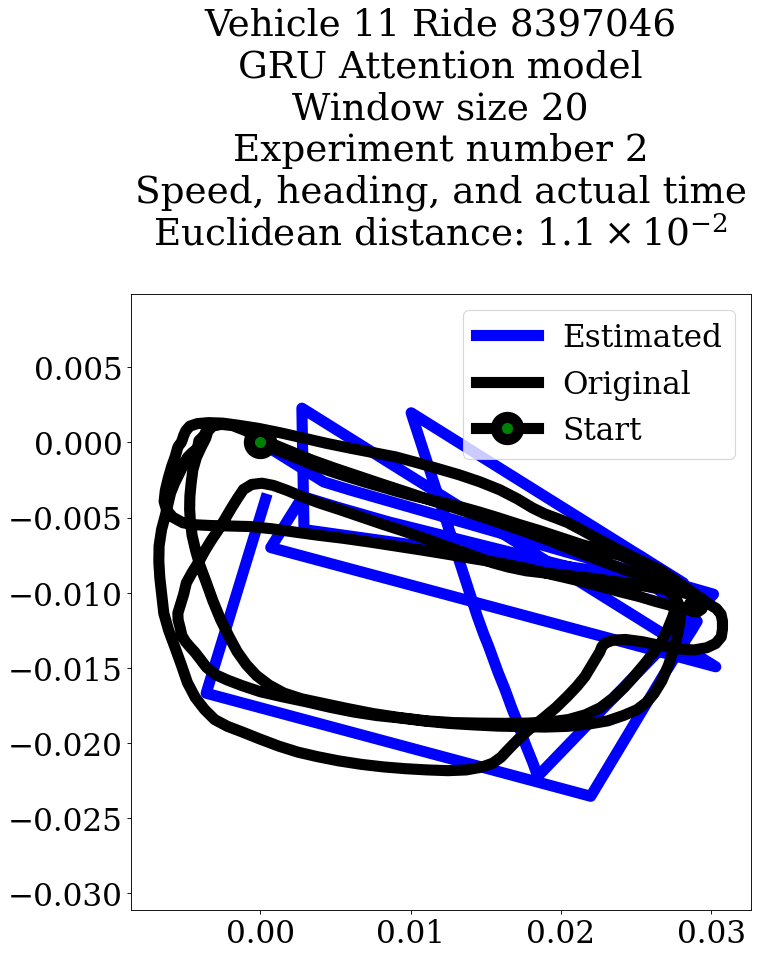 Vehicle 11 Ride 8397046
GRU Attention model
Window size 20
Experiment number 2
Speed, heading, and actual time
Euclidean distance: 1.1 × 10⁻²
Estimated
Original
Start
0.005
0.000
−0.005
−0.010
−0.015
−0.020
−0.025
−0.030
0.00 0.01 0.02 0.03